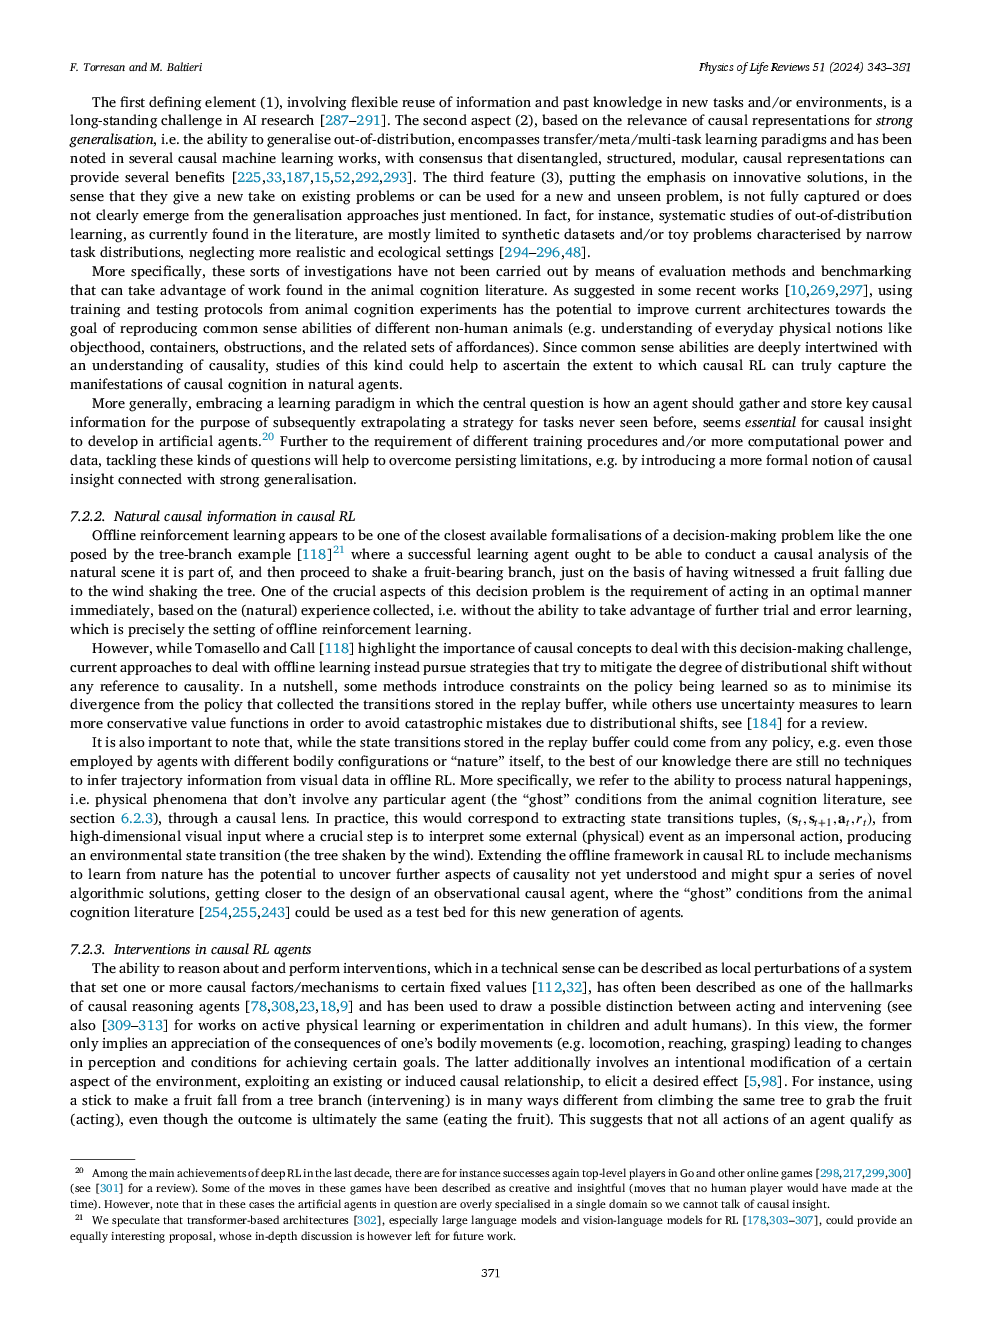 F. Torresan and M. Baltieri
Physics of Life Reviews 51 (2024) 343–381
The first defining element (1), involving flexible reuse of information and past knowledge in new tasks and/or environments, is a
long-standing challenge in AI research [287–291]. The second aspect (2), based on the relevance of causal representations for strong
generalisation, i.e. the ability to generalise out-of-distribution, encompasses transfer/meta/multi-task learning paradigms and has been
noted in several causal machine learning works, with consensus that disentangled, structured, modular, causal representations can
provide several benefits [225,33,187,15,52,292,293]. The third feature (3), putting the emphasis on innovative solutions, in the
sense that they give a new take on existing problems or can be used for a new and unseen problem, is not fully captured or does
not clearly emerge from the generalisation approaches just mentioned. In fact, for instance, systematic studies of out-of-distribution
learning, as currently found in the literature, are mostly limited to synthetic datasets and/or toy problems characterised by narrow
task distributions, neglecting more realistic and ecological settings [294–296,48].
More specifically, these sorts of investigations have not been carried out by means of evaluation methods and benchmarking
that can take advantage of work found in the animal cognition literature. As suggested in some recent works [10,269,297], using
training and testing protocols from animal cognition experiments has the potential to improve current architectures towards the
goal of reproducing common sense abilities of different non-human animals (e.g. understanding of everyday physical notions like
objecthood, containers, obstructions, and the related sets of affordances). Since common sense abilities are deeply intertwined with
an understanding of causality, studies of this kind could help to ascertain the extent to which causal RL can truly capture the
manifestations of causal cognition in natural agents.
More generally, embracing a learning paradigm in which the central question is how an agent should gather and store key causal
information for the purpose of subsequently extrapolating a strategy for tasks never seen before, seems essential for causal insight
to develop in artificial agents.20 Further to the requirement of different training procedures and/or more computational power and
data, tackling these kinds of questions will help to overcome persisting limitations, e.g. by introducing a more formal notion of causal
insight connected with strong generalisation.
7.2.2. Natural causal information in causal RL
Offline reinforcement learning appears to be one of the closest available formalisations of a decision-making problem like the one
posed by the tree-branch example [118]21 where a successful learning agent ought to be able to conduct a causal analysis of the
natural scene it is part of, and then proceed to shake a fruit-bearing branch, just on the basis of having witnessed a fruit falling due
to the wind shaking the tree. One of the crucial aspects of this decision problem is the requirement of acting in an optimal manner
immediately, based on the (natural) experience collected, i.e. without the ability to take advantage of further trial and error learning,
which is precisely the setting of offline reinforcement learning.
However, while Tomasello and Call [118] highlight the importance of causal concepts to deal with this decision-making challenge,
current approaches to deal with offline learning instead pursue strategies that try to mitigate the degree of distributional shift without
any reference to causality. In a nutshell, some methods introduce constraints on the policy being learned so as to minimise its
divergence from the policy that collected the transitions stored in the replay buffer, while others use uncertainty measures to learn
more conservative value functions in order to avoid catastrophic mistakes due to distributional shifts, see [184] for a review.
It is also important to note that, while the state transitions stored in the replay buffer could come from any policy, e.g. even those
employed by agents with different bodily configurations or “nature” itself, to the best of our knowledge there are still no techniques
to infer trajectory information from visual data in offline RL. More specifically, we refer to the ability to process natural happenings,
i.e. physical phenomena that don’t involve any particular agent (the “ghost” conditions from the animal cognition literature, see
section 6.2.3), through a causal lens. In practice, this would correspond to extracting state transitions tuples, (st, st+1, at, rt), from
high-dimensional visual input where a crucial step is to interpret some external (physical) event as an impersonal action, producing
an environmental state transition (the tree shaken by the wind). Extending the offline framework in causal RL to include mechanisms
to learn from nature has the potential to uncover further aspects of causality not yet understood and might spur a series of novel
algorithmic solutions, getting closer to the design of an observational causal agent, where the “ghost” conditions from the animal
cognition literature [254,255,243] could be used as a test bed for this new generation of agents.
7.2.3. Interventions in causal RL agents
The ability to reason about and perform interventions, which in a technical sense can be described as local perturbations of a system
that set one or more causal factors/mechanisms to certain fixed values [112,32], has often been described as one of the hallmarks
of causal reasoning agents [78,308,23,18,9] and has been used to draw a possible distinction between acting and intervening (see
also [309–313] for works on active physical learning or experimentation in children and adult humans). In this view, the former
only implies an appreciation of the consequences of one’s bodily movements (e.g. locomotion, reaching, grasping) leading to changes
in perception and conditions for achieving certain goals. The latter additionally involves an intentional modification of a certain
aspect of the environment, exploiting an existing or induced causal relationship, to elicit a desired effect [5,98]. For instance, using
a stick to make a fruit fall from a tree branch (intervening) is in many ways different from climbing the same tree to grab the fruit
(acting), even though the outcome is ultimately the same (eating the fruit). This suggests that not all actions of an agent qualify as
20 Among the main achievements of deep RL in the last decade, there are for instance successes again top-level players in Go and other online games [298,217,299,300]
(see [301] for a review). Some of the moves in these games have been described as creative and insightful (moves that no human player would have made at the
time). However, note that in these cases the artificial agents in question are overly specialised in a single domain so we cannot talk of causal insight.
21 We speculate that transformer-based architectures [302], especially large language models and vision-language models for RL [178,303–307], could provide an
equally interesting proposal, whose in-depth discussion is however left for future work.
371